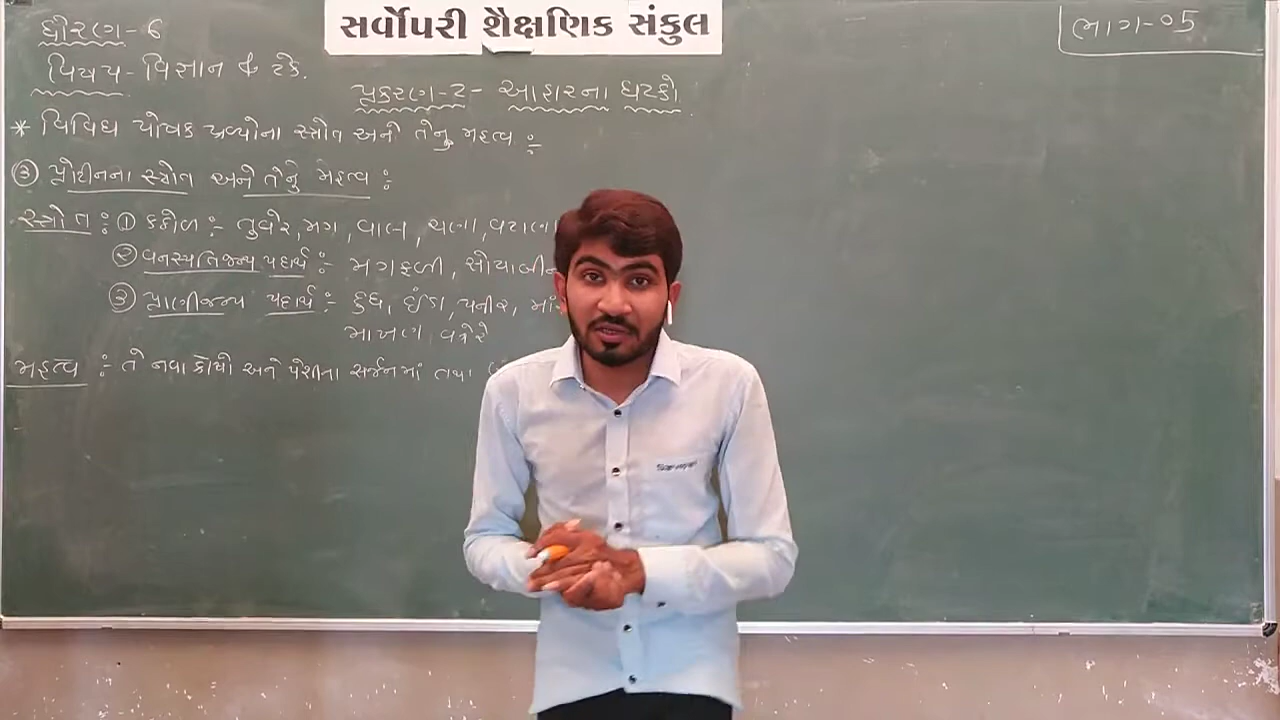 સર્વોપરી શૈક્ષણિક સંકુલ
ધોરણ-6
ભાગ-05
વિષય-વિજ્ઞાન & ટેક.
પ્રકરણ-2- આહારના ઘટકો.
* વિવિધ પોષક દ્રવ્યોના સ્ત્રોત અને તેનું મહત્વ :-
③ પ્રોટીનના સ્ત્રોત અને તેનું મહત્વ :
સ્ત્રોત : ① કઠોળ :- તુવેર, મગ, વાલ, ચણા, વટાણા
② વનસ્પતિજન્ય પદાર્થ :- મગફળી, સોયાબીન
③ પ્રાણીજન્ય પદાર્થ :- દુધ, ઈંડા, પનીર,
માખણ વગેરે
મહત્વ :- તે નવા કોષો અને પેશીના સર્જનમાં તથા